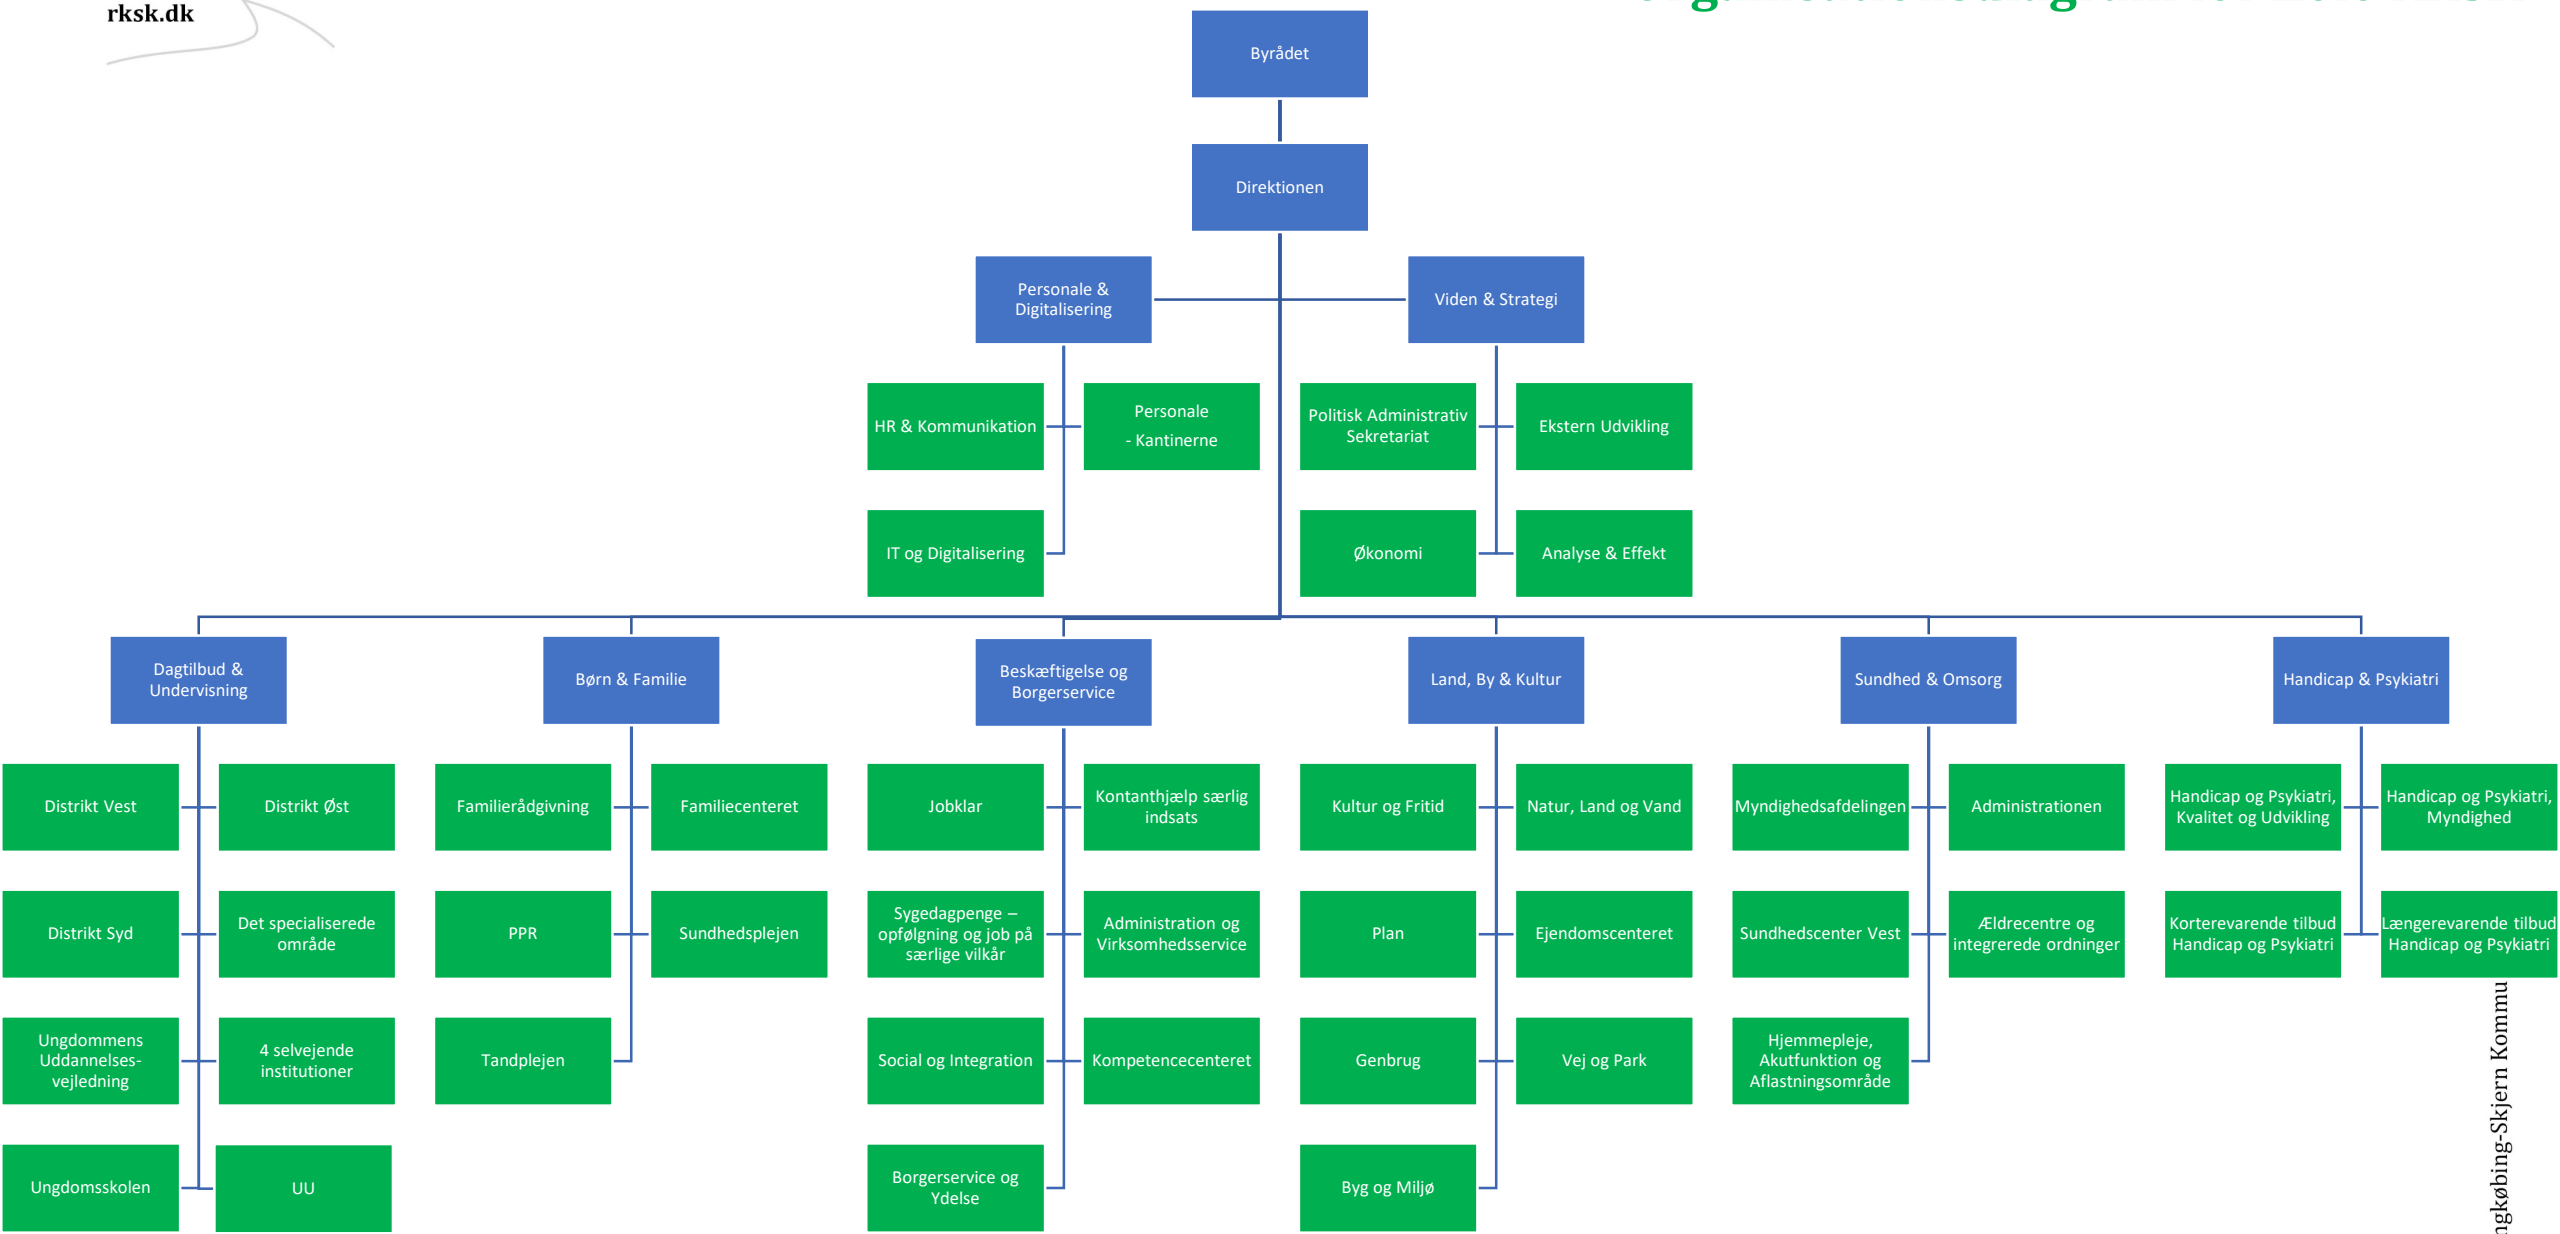 rksk.dk
Byrådet
Direktionen
Personale &
Digitalisering
Viden & Strategi
HR & Kommunikation
Personale
- Kantinerne
Politisk Administrativ
Sekretariat
Ekstern Udvikling
IT og Digitalisering
Økonomi
Analyse & Effekt
Dagtilbud &
Undervisning
Børn & Familie
Beskæftigelse og
Borgerservice
Land, By & Kultur
Sundhed & Omsorg
Handicap & Psykiatri
Distrikt Vest
Distrikt Øst
Familierådgivning
Familiecenteret
Jobklar
Kontanthjælp særlig
indsats
Kultur og Fritid
Natur, Land og Vand
Myndighedsafdelingen
Administrationen
Handicap og Psykiatri,
Kvalitet og Udvikling
Handicap og Psykiatri,
Myndighed
Distrikt Syd
Det specialiserede
område
PPR
Sundhedsplejen
Sygedagpenge –
opfølgning og job på
særlige vilkår
Administration og
Virksomhedsservice
Plan
Ejendomscenteret
Sundhedscenter Vest
Ældrecentre og
integrerede ordninger
Korterevarende tilbud
Handicap og Psykiatri
Længerevarende tilbud
Handicap og Psykiatri
Ungdommens
Uddannelses-
vejledning
4 selvejende
institutioner
Tandplejen
Social og Integration
Kompetencecenteret
Genbrug
Vej og Park
Hjemmepleje,
Akutfunktion og
Aflastningsområde
Ungdomsskolen
UU
Borgerservice og
Ydelse
Byg og Miljø
ngkøbing-Skjern Kommu